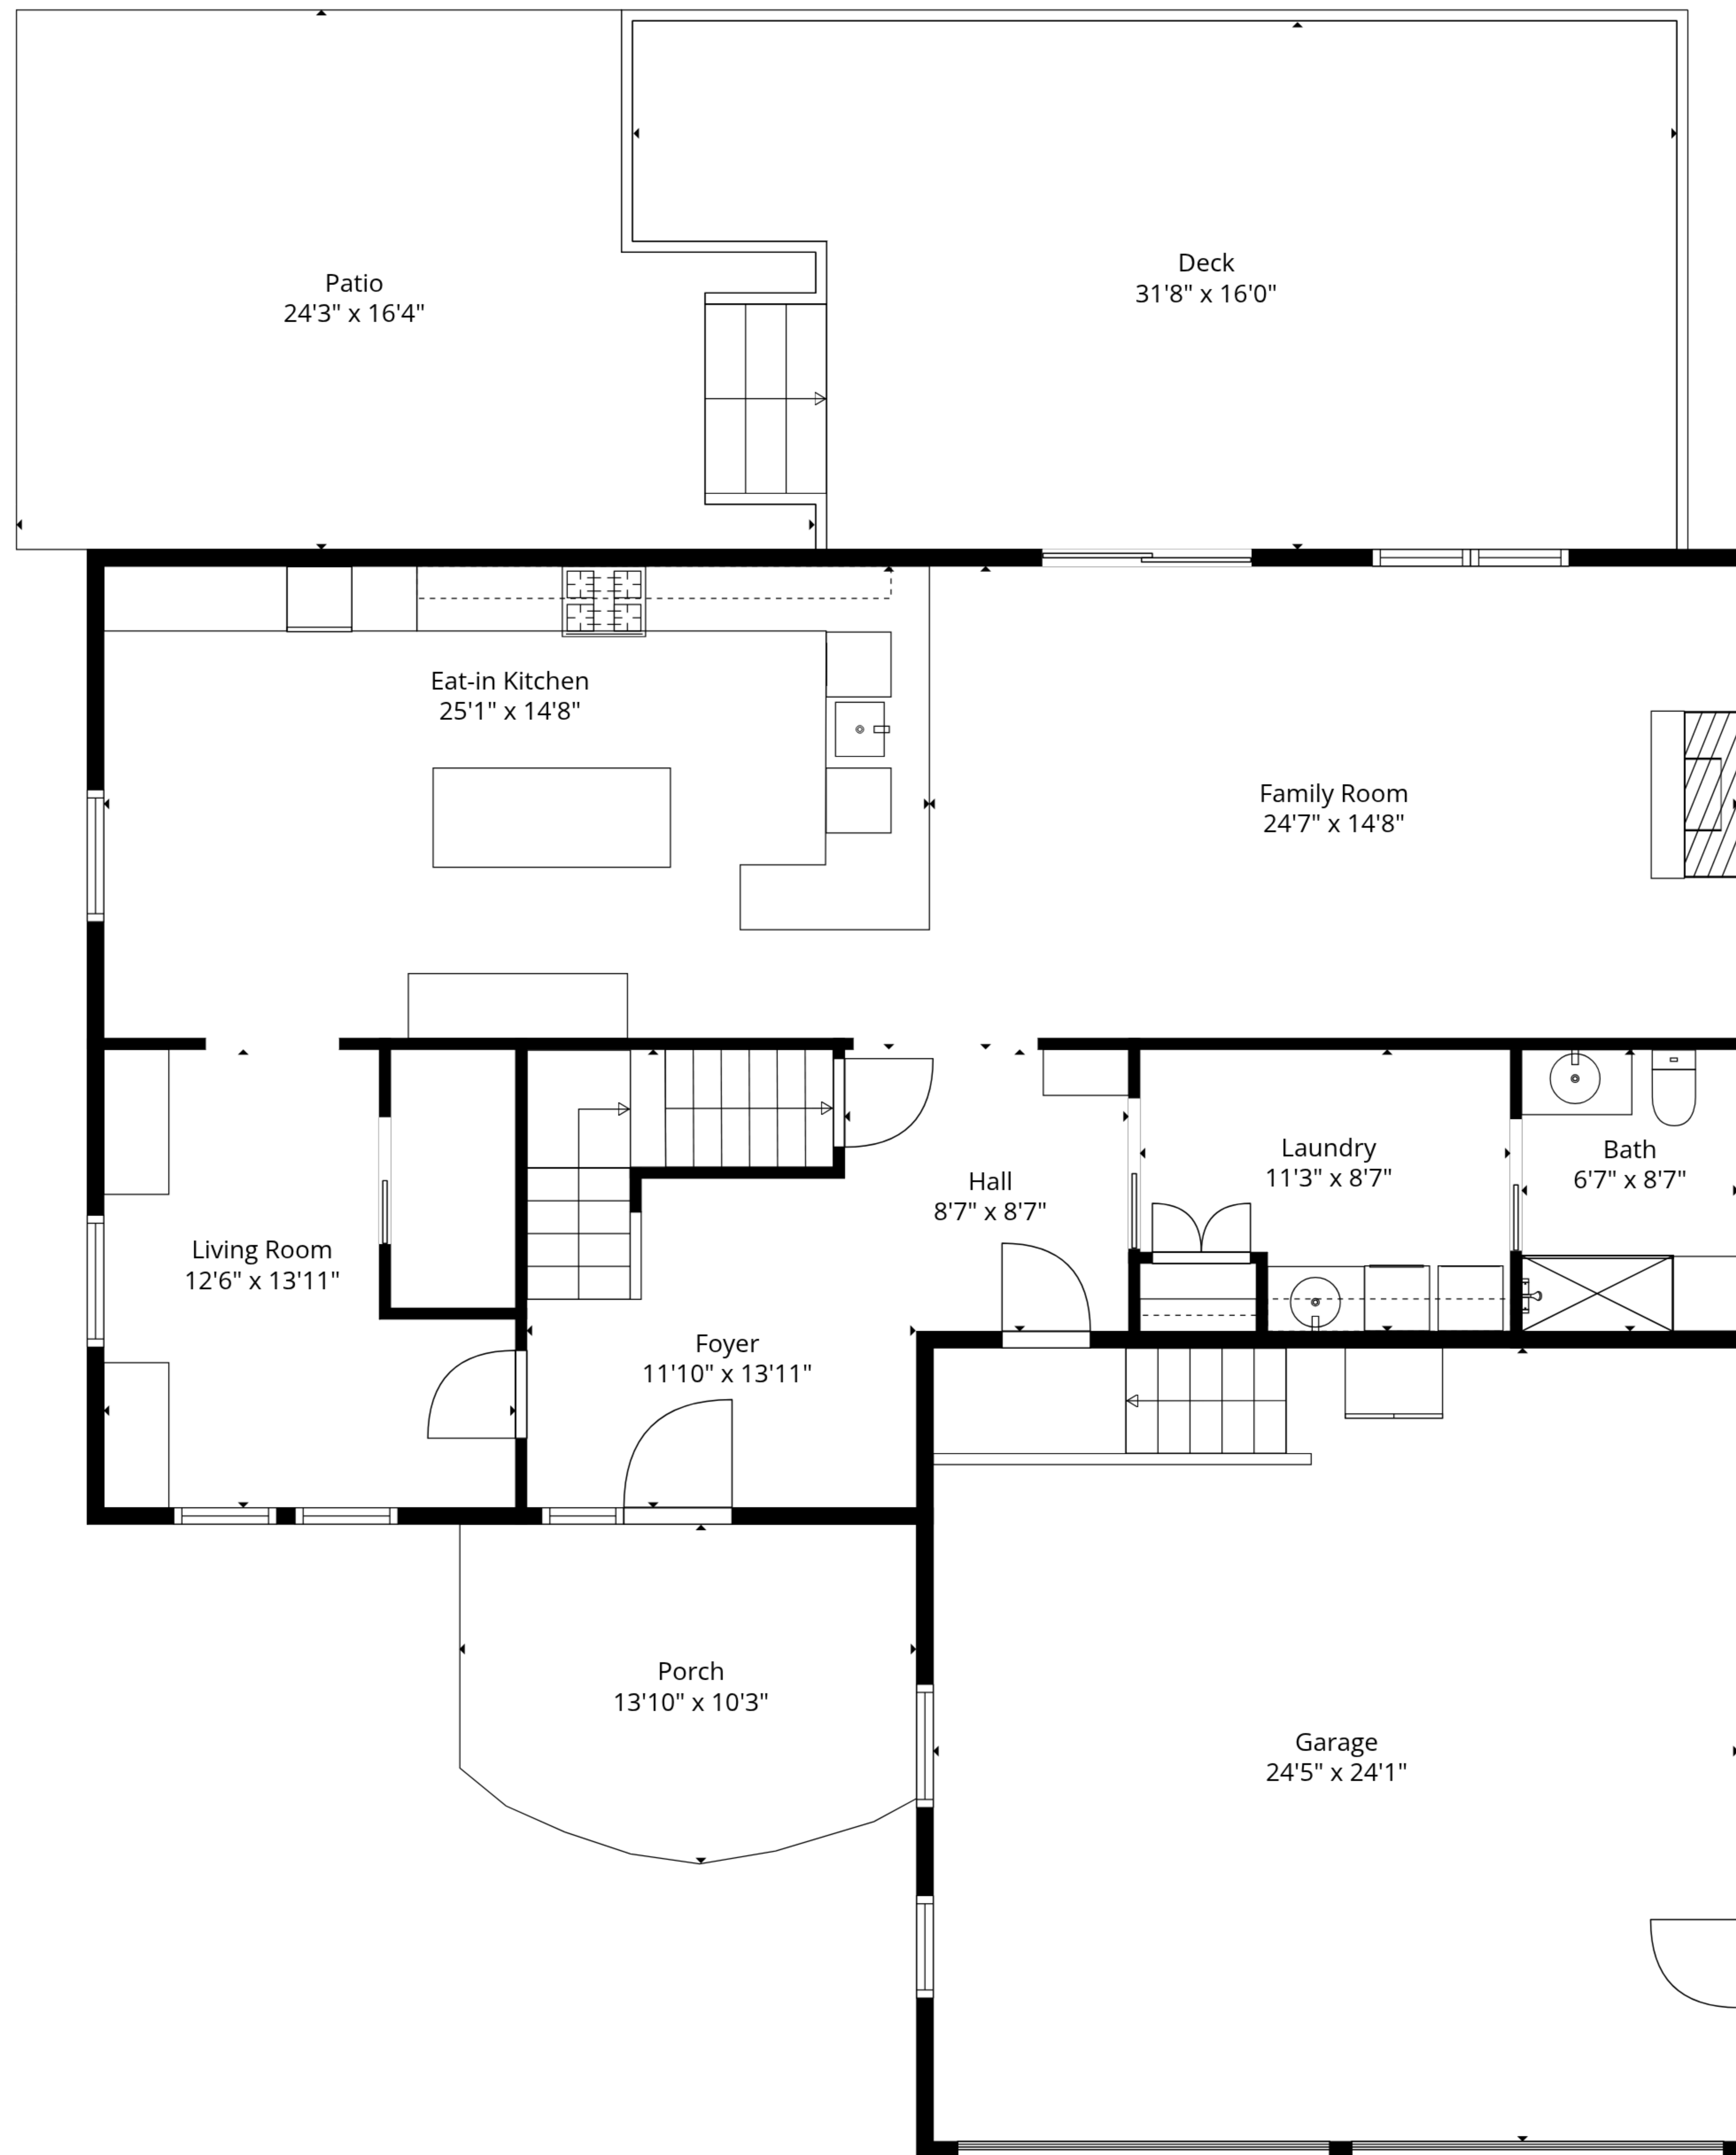 Patio
24'3" x 16'4"
Deck
31'8" x 16'0"
Eat-in Kitchen
25'1" x 14'8"
Family Room
24'7" x 14'8"
Living Room
12'6" x 13'11"
Foyer
11'10" x 13'11"
Hall
8'7" x 8'7"
Laundry
11'3" x 8'7"
Bath
6'7" x 8'7"
Porch
13'10" x 10'3"
Garage
24'5" x 24'1"